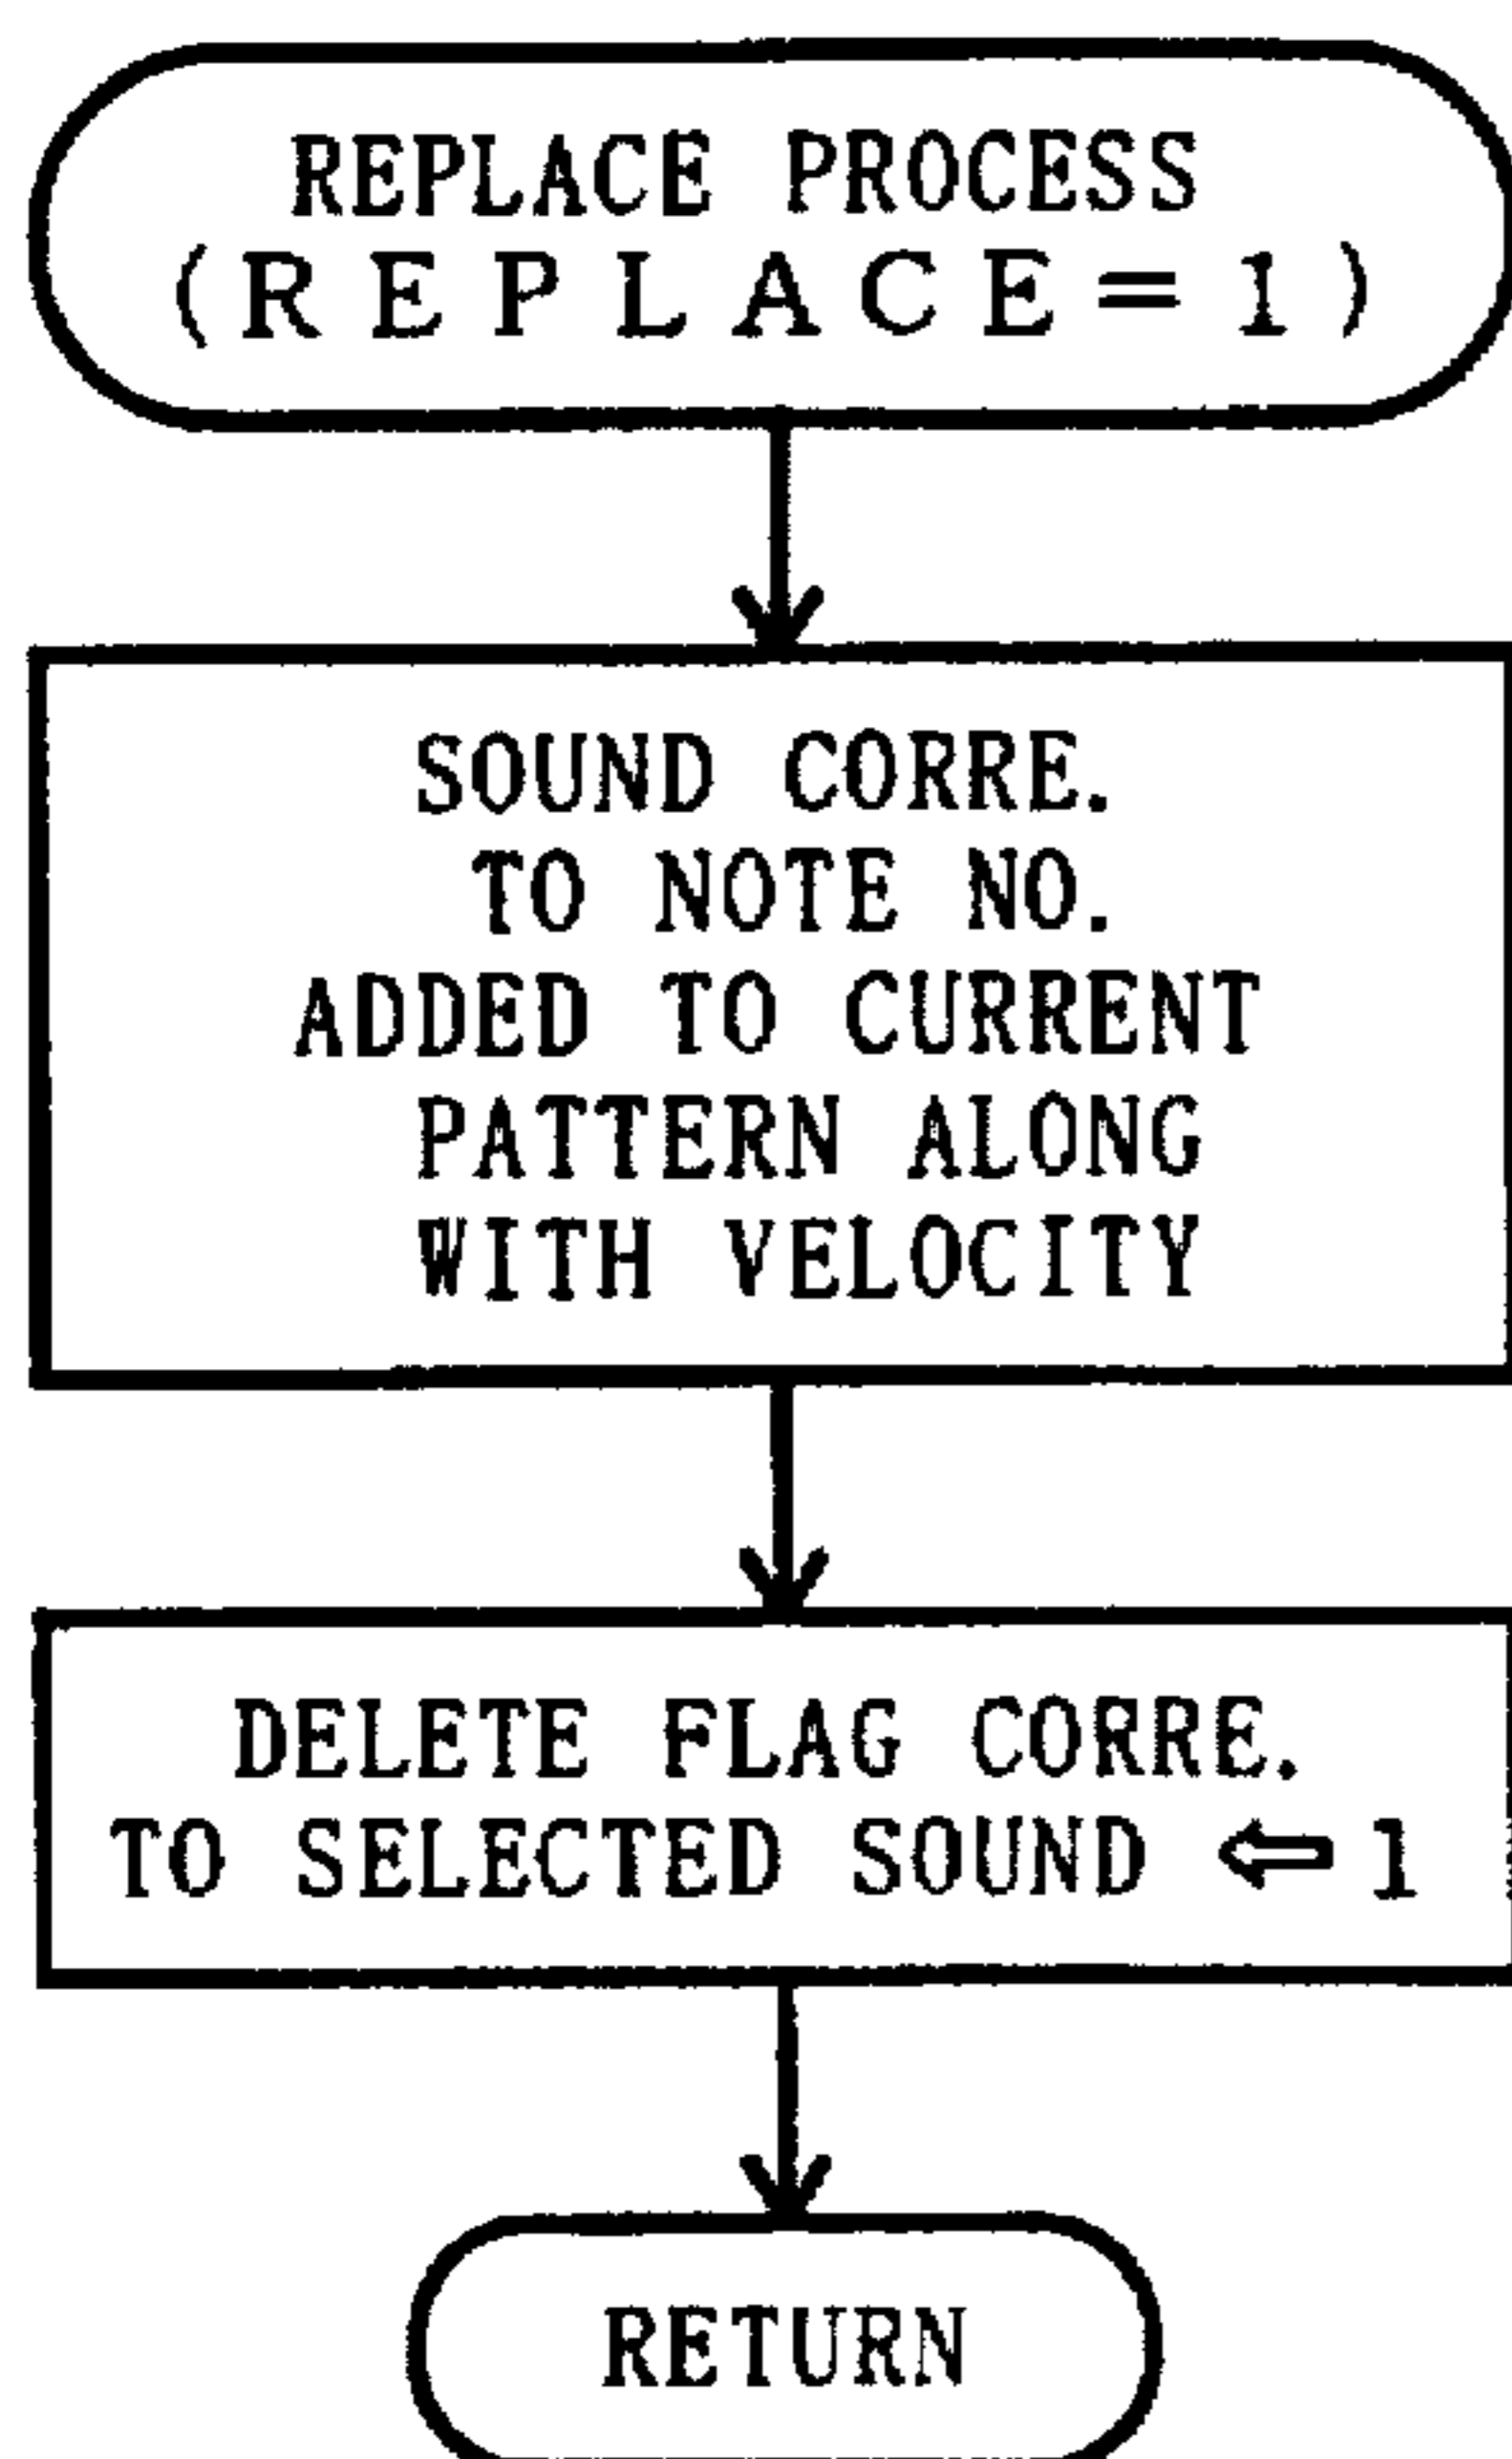 REPLACE PROCESS
(REPLACE=1)
SOUND CORRE.
TO NOTE NO.
ADDED TO CURRENT
PATTERN ALONG
WITH VELOCITY
DELETE FLAG CORRE.
TO SELECTED SOUND ⇐ 1
RETURN